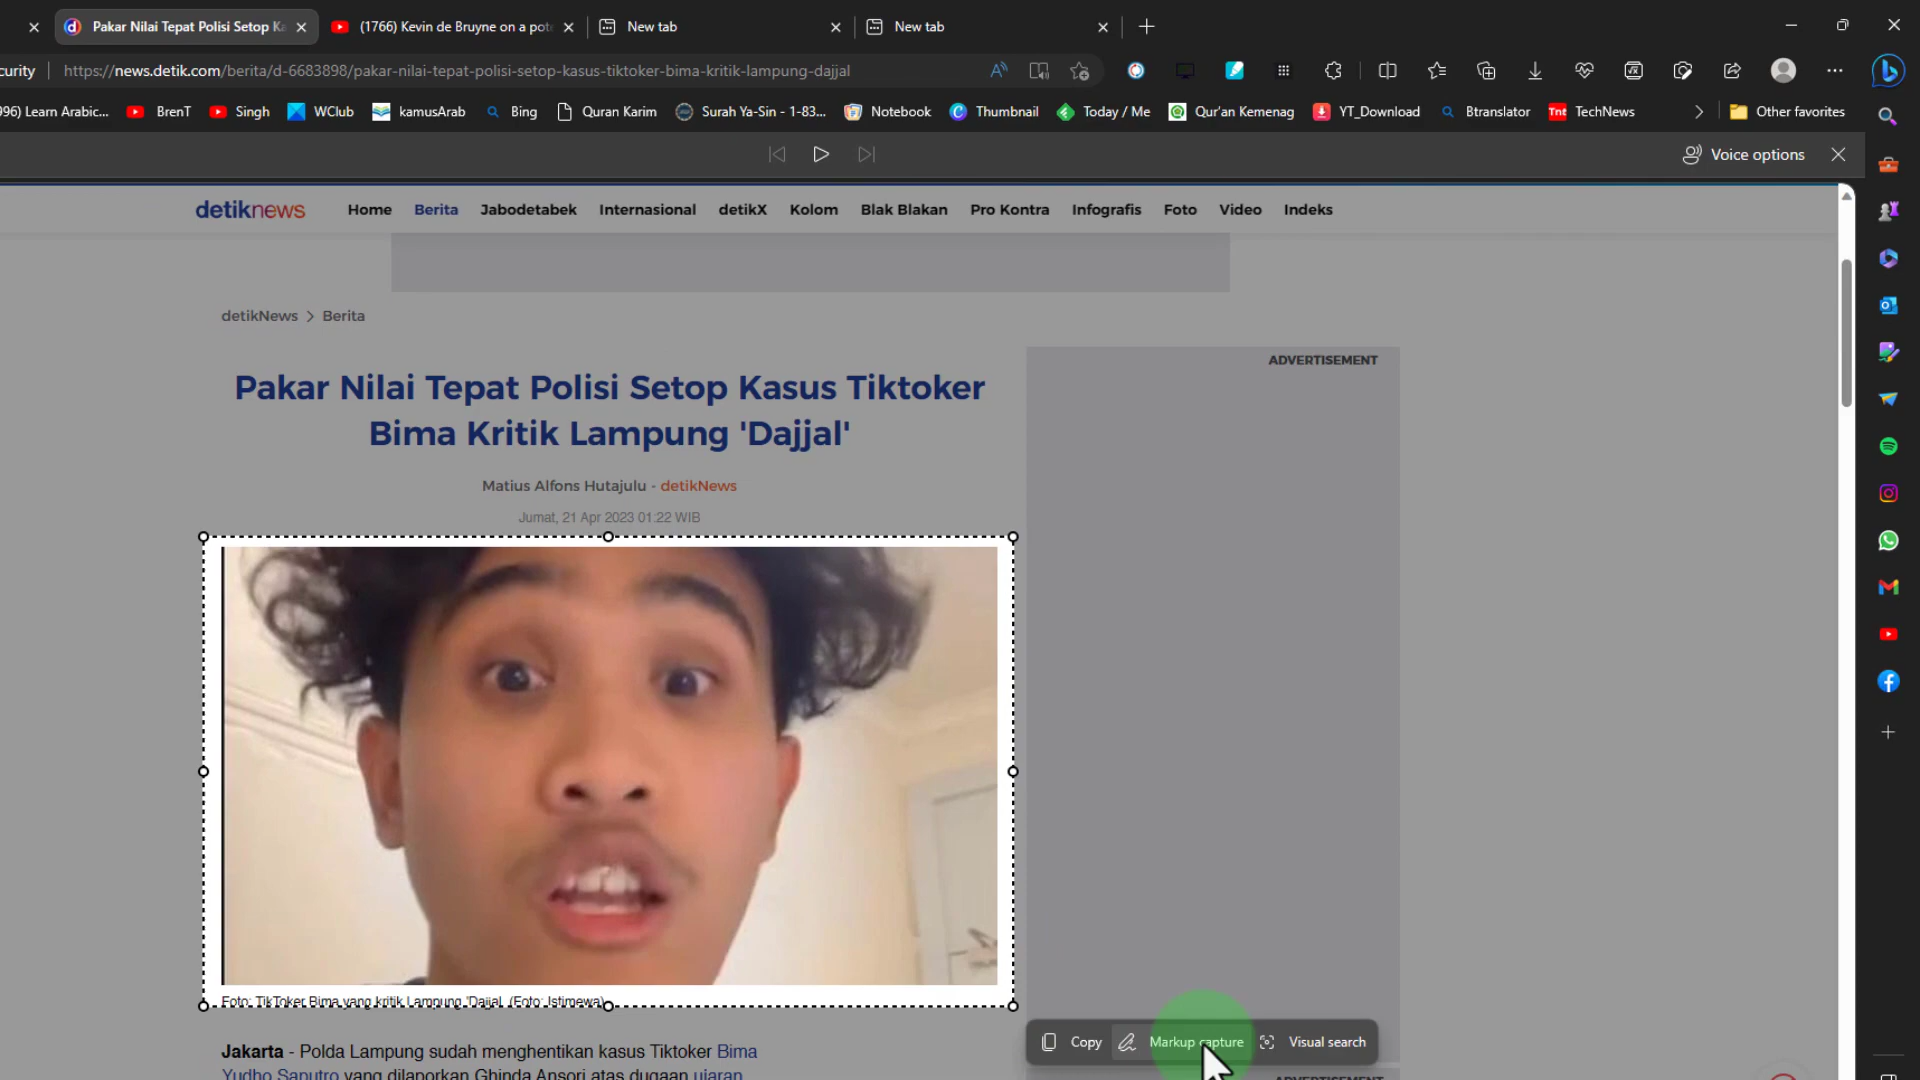 Pakar Nilai Tepat Polisi Setop Ka
(1766) Kevin de Bruyne on a pote
New tab
New tab
curity
https://news.detik.com/berita/d-6683898/pakar-nilai-tepat-polisi-setop-kasus-tiktoker-bima-kritik-lampung-dajjal
96) Learn Arabic...
BrenT
Singh
WClub
kamusArab
Bing
Quran Karim
Surah Ya-Sin - 1-83...
Notebook
Thumbnail
Today / Me
Qur'an Kemenag
YT_Download
Btranslator
TechNews
Other favorites
Voice options
detiknews
Home
Berita
Jabodetabek
Internasional
detikX
Kolom
Blak Blakan
Pro Kontra
Infografis
Foto
Video
Indeks
detikNews > Berita
ADVERTISEMENT
Pakar Nilai Tepat Polisi Setop Kasus Tiktoker
Bima Kritik Lampung 'Dajjal'
Matius Alfons Hutajulu - detikNews
Jumat, 21 Apr 2023 01:22 WIB
Foto: TikToker Bima yang kritik Lampung 'Dajjal. (Foto: Istimewa)
Copy
Markup capture
Visual search
Jakarta - Polda Lampung sudah menghentikan kasus Tiktoker Bima
Yudho Saputro yang dilaporkan Ghinda Ansori atas dugaan ujaran
ADVERTISEMENT